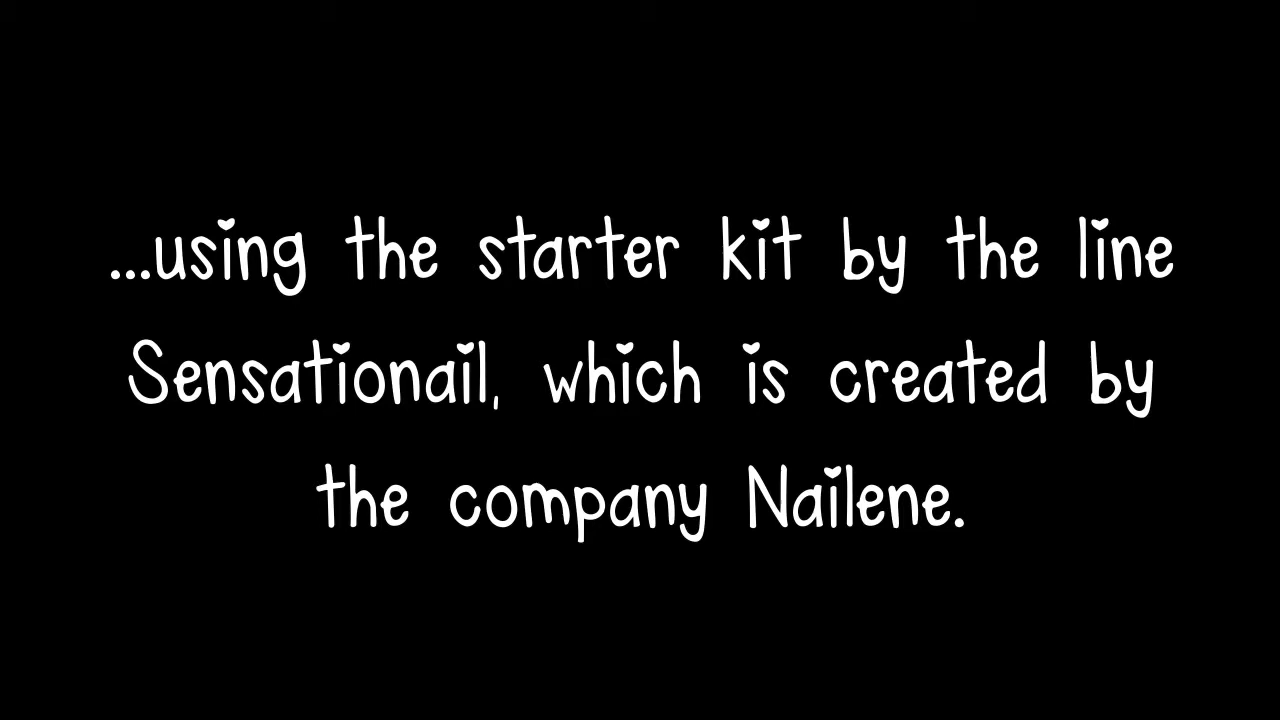 ...using the starter kit by the line
Sensationail, which is created by
the company Nailene.